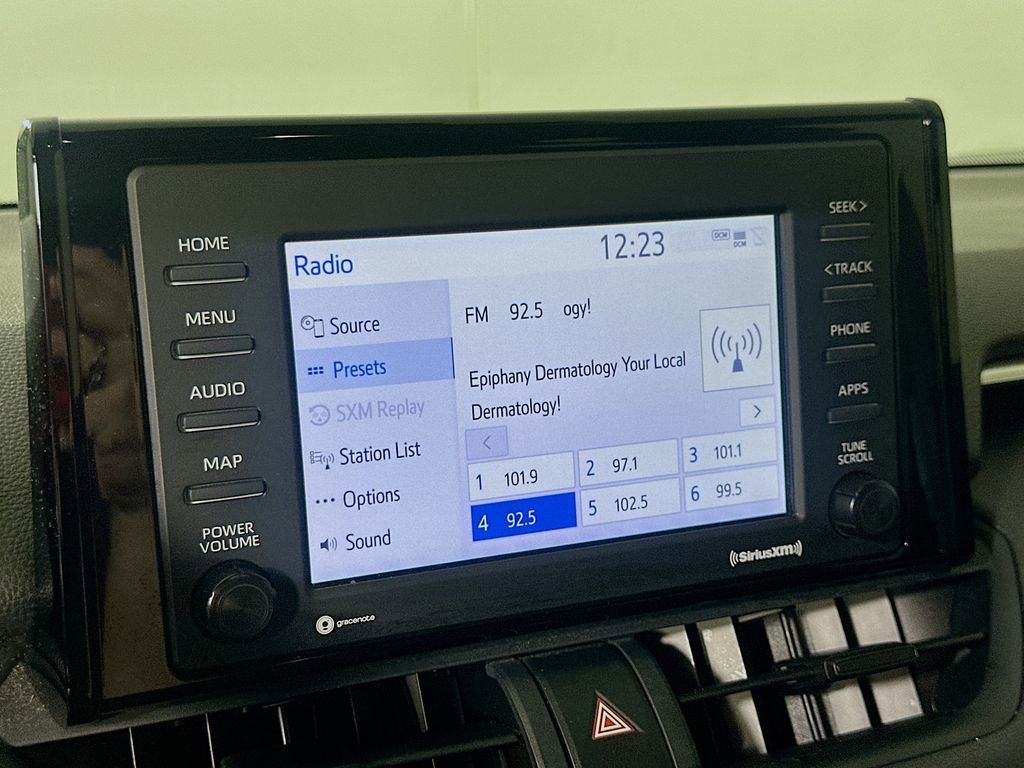 HOME
MENU
AUDIO
MAP
POWER
VOLUME
Radio
12:23
DCM
DCM
Source
Presets
SXM Replay
Station List
Options
Sound
FM 92.5 ogy!
Epiphany Dermatology Your Local
Dermatology!
<
>
1 101.9
2 97.1
3 101.1
4 92.5
5 102.5
6 99.5
SEEK>
<TRACK
PHONE
APPS
TUNE
SCROLL
gracenote
((SiriusXM))